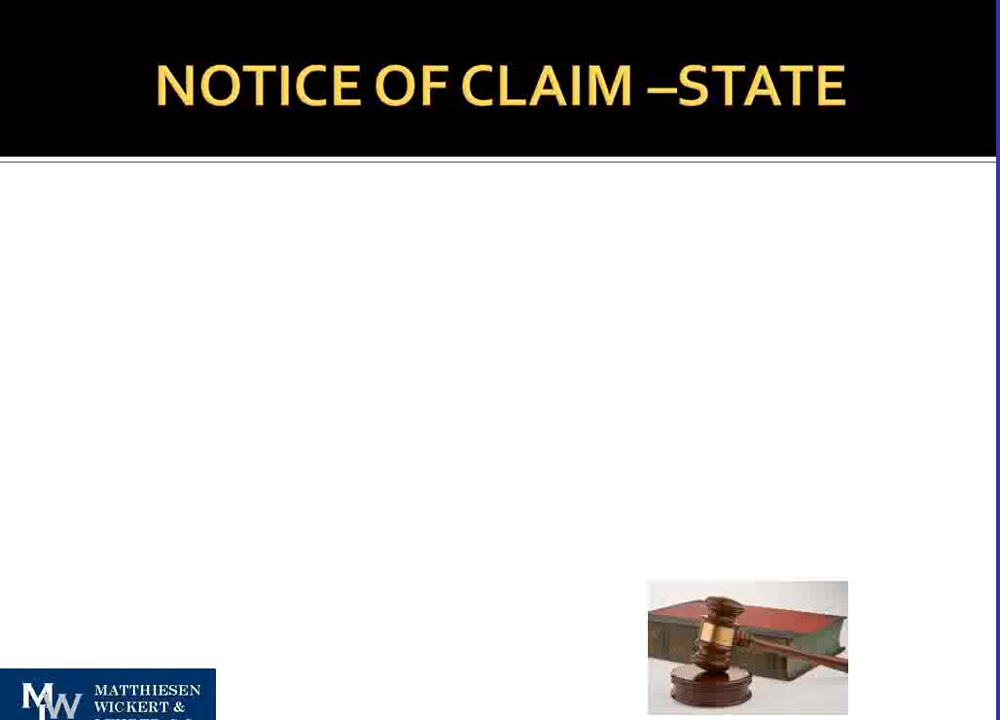 NOTICE OF CLAIM –STATE
MATTHIESEN
WICKERT &